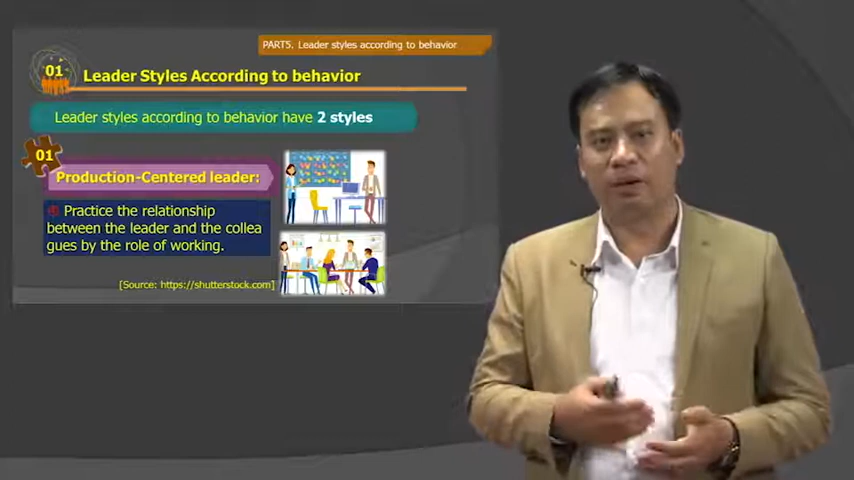 PART5. Leader styles according to behavior
01
Leader Styles According to behavior
Leader styles according to behavior have 2 styles
01
Production-Centered leader:
Practice the relationship
between the leader and the collea
gues by the role of working.
[Source: https://shutterstock.com]